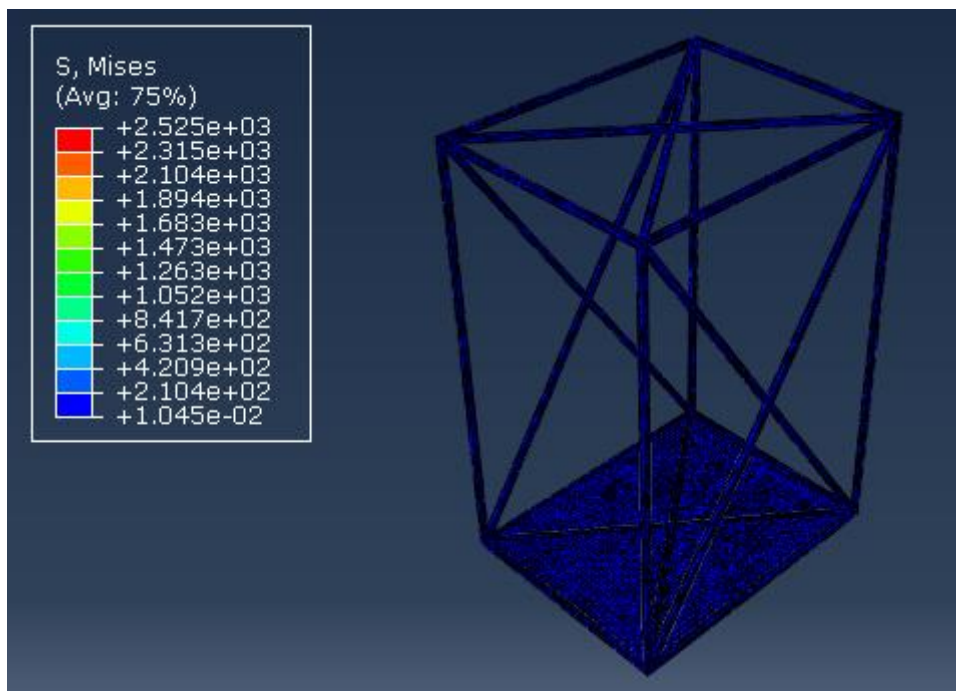 S, Mises
(Avg: 75%)
+2.525e+03
+2.315e+03
+2.104e+03
+1.894e+03
+1.683e+03
+1.473e+03
+1.263e+03
+1.052e+03
+8.417e+02
+6.313e+02
+4.209e+02
+2.104e+02
+1.045e-02